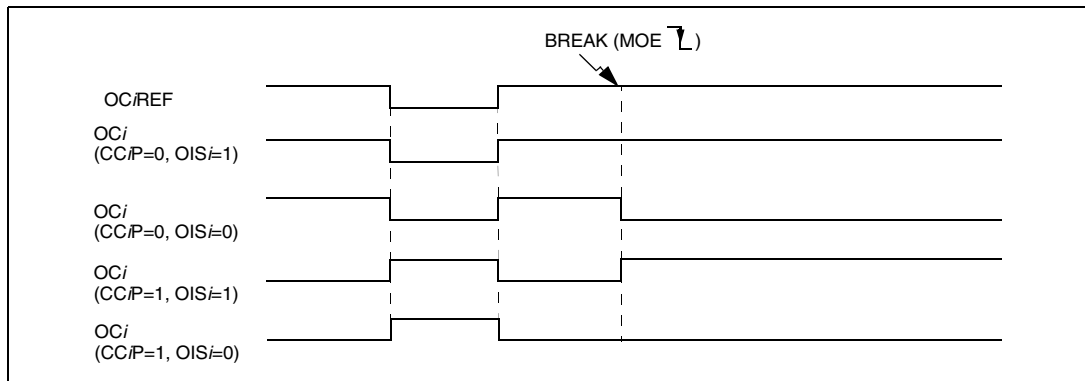 BREAK (MOE )
OCiREF
OCi
(CCiP=0, OISi=1)
OCi
(CCiP=0, OISi=0)
OCi
(CCiP=1, OISi=1)
OCi
(CCiP=1, OISi=0)